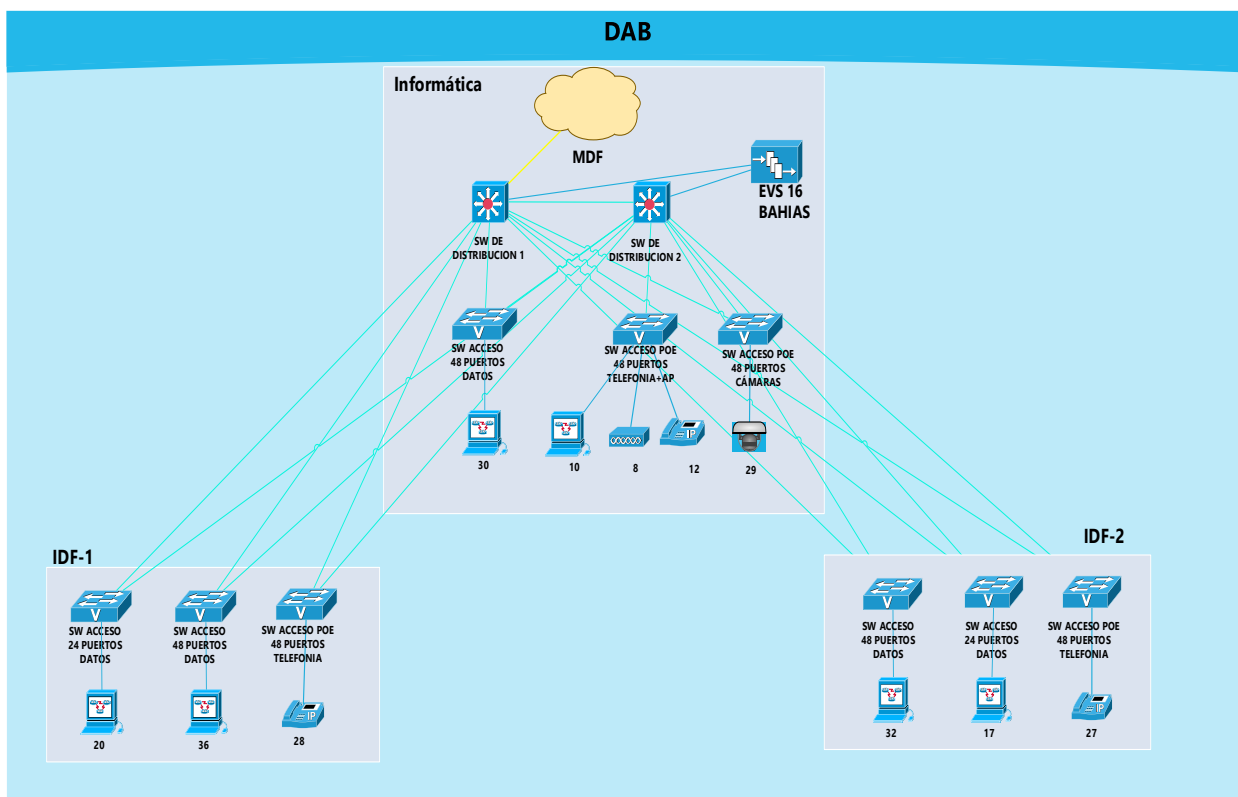 DAB
Informática
MDF
EVS 16
BAHIAS
SW DE
DISTRIBUCION 1
SW DE
DISTRIBUCION 2
SW ACCESO
48 PUERTOS
DATOS
SW ACCESO POE
48 PUERTOS
TELEFONIA+AP
SW ACCESO POE
48 PUERTOS
CÁMARAS
V
V
V
IP
30
10
8
12
29
IDF-1
V
V
V
SW ACCESO
24 PUERTOS
DATOS
SW ACCESO
48 PUERTOS
DATOS
SW ACCESO POE
48 PUERTOS
TELEFONIA
IP
20
36
28
IDF-2
V
V
V
SW ACCESO
48 PUERTOS
DATOS
SW ACCESO
24 PUERTOS
DATOS
SW ACCESO POE
48 PUERTOS
TELEFONIA
IP
32
17
27